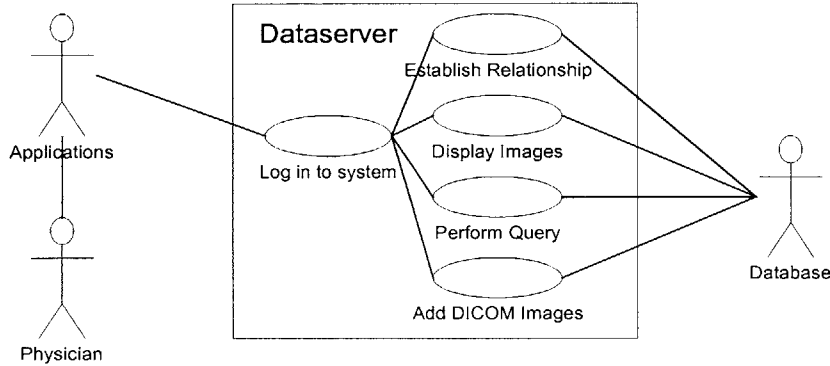 Dataserver
Establish Relationship
Applications
Display Images
Log in to system
Perform Query
Database
Add DICOM Images
Physician